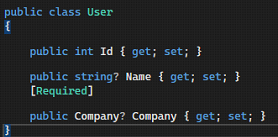 public class User
{
public int Id { get; set; }
public string? Name { get; set; }
[Required]
public Company? Company { get; set; }
}